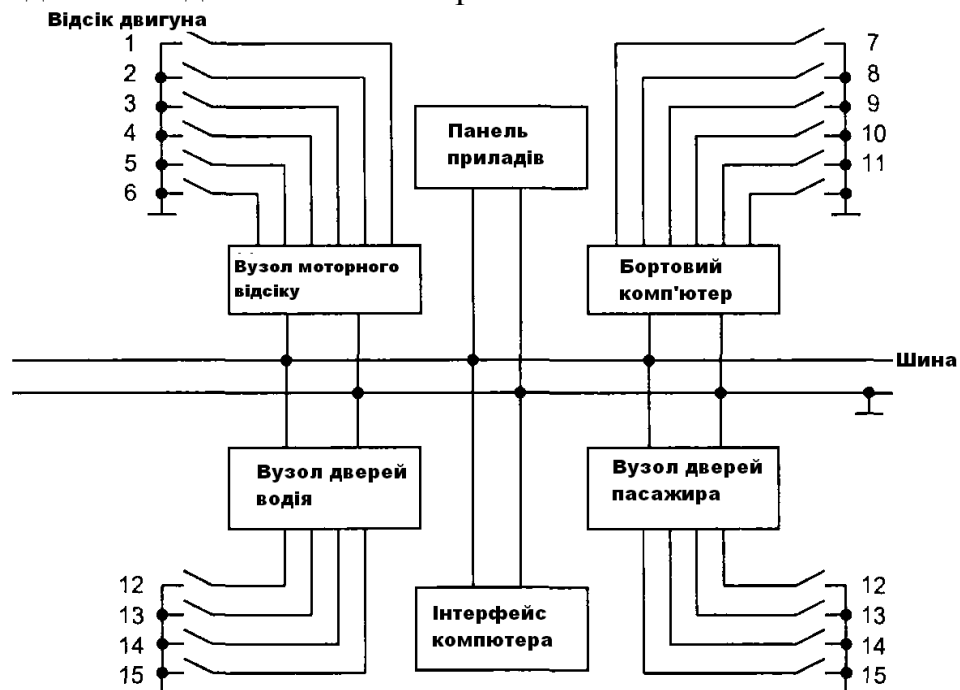 Відсік двигуна
1
2
3
4
5
6
7
8
9
10
11
Панель
приладів
Вузол моторного
відсіку
Бортовий
комп'ютер
Шина
Вузол дверей
водія
Вузол дверей
пасажира
12
13
14
15
Інтерфейс
компютера
12
13
14
15